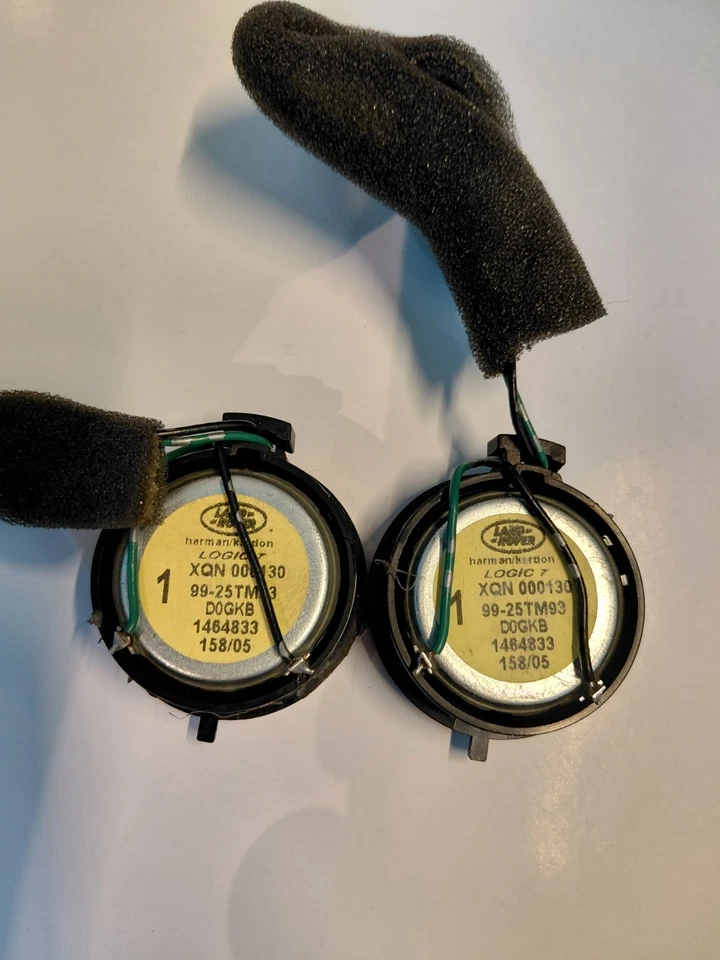 LAND
ROVER
harman/kardon
LOGIC 7
1
XQN 000130
99-25TM93
D0GKB
1464833
158/05
LAND
ROVER
harman/kardon
LOGIC 7
1
XQN 000130
99-25TM93
D0GKB
1464833
158/05